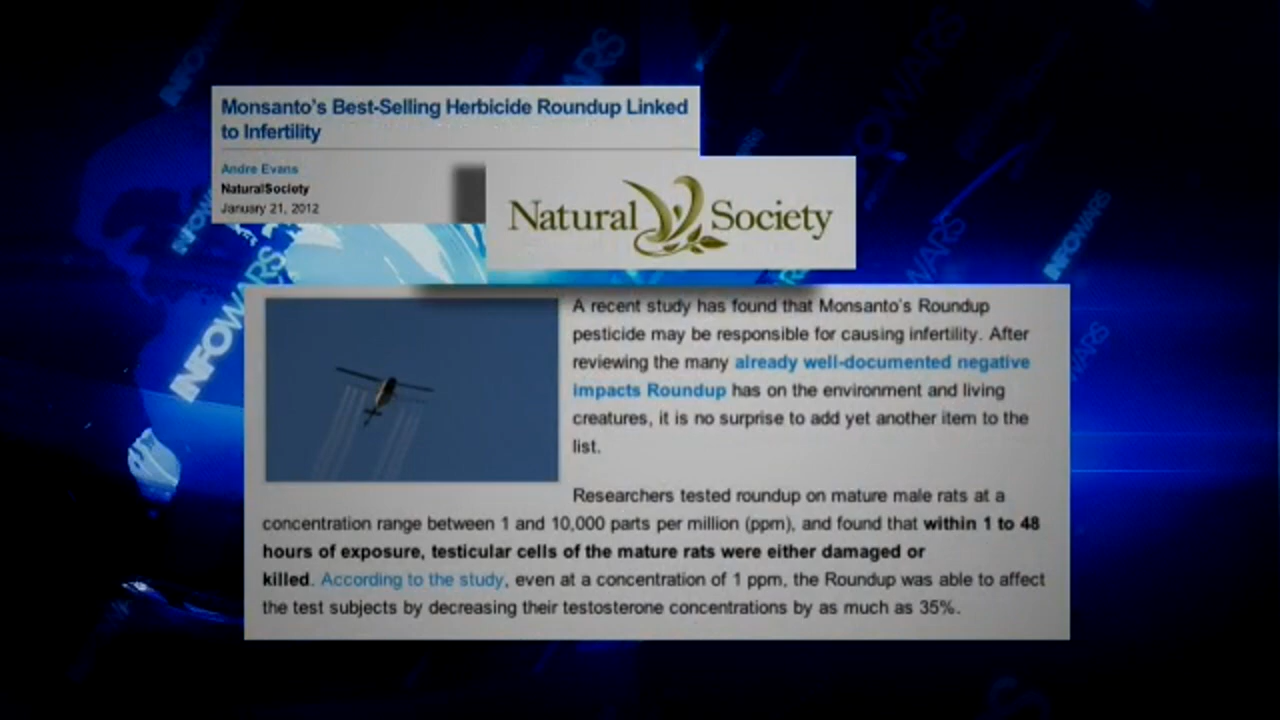 Monsanto's Best-Selling Herbicide Roundup Linked
to Infertility
Andre Evans
NaturalSociety
January 21, 2012
Natural Society
A recent study has found that Monsanto's Roundup
pesticide may be responsible for causing infertility. After
reviewing the many already well-documented negative
impacts Roundup has on the environment and living
creatures, it is no surprise to add yet another item to the
list.
Researchers tested roundup on mature male rats at a
concentration range between 1 and 10,000 parts per million (ppm), and found that within 1 to 48
hours of exposure, testicular cells of the mature rats were either damaged or
killed. According to the study, even at a concentration of 1 ppm, the Roundup was able to affect
the test subjects by decreasing their testosterone concentrations by as much as 35%.
INFOWARS
INFOWARS